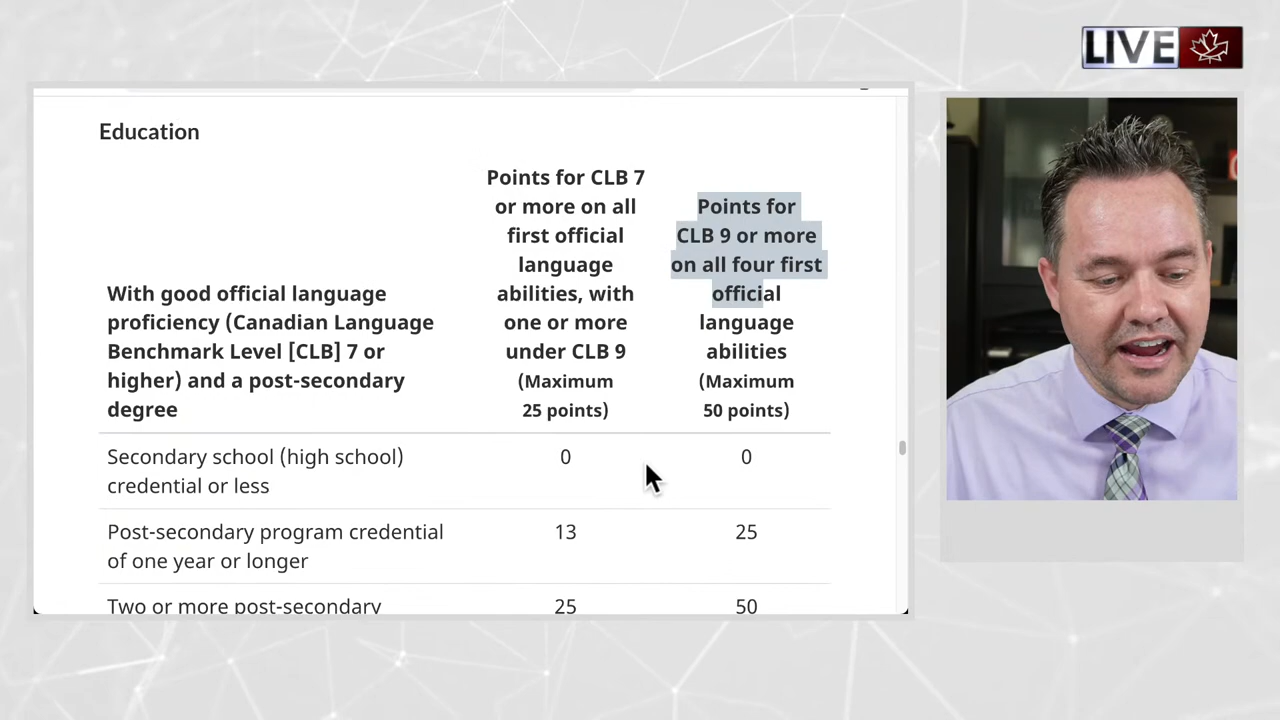 LIVE
Education
Points for CLB 7
or more on all
first official
language
abilities, with
one or more
under CLB 9
(Maximum
25 points)
Points for
CLB 9 or more
on all four first
official
language
abilities
(Maximum
50 points)
With good official language
proficiency (Canadian Language
Benchmark Level [CLB] 7 or
higher) and a post-secondary
degree
Secondary school (high school)
credential or less
0
0
Post-secondary program credential
of one year or longer
13
25
Two or more post-secondary
25
50